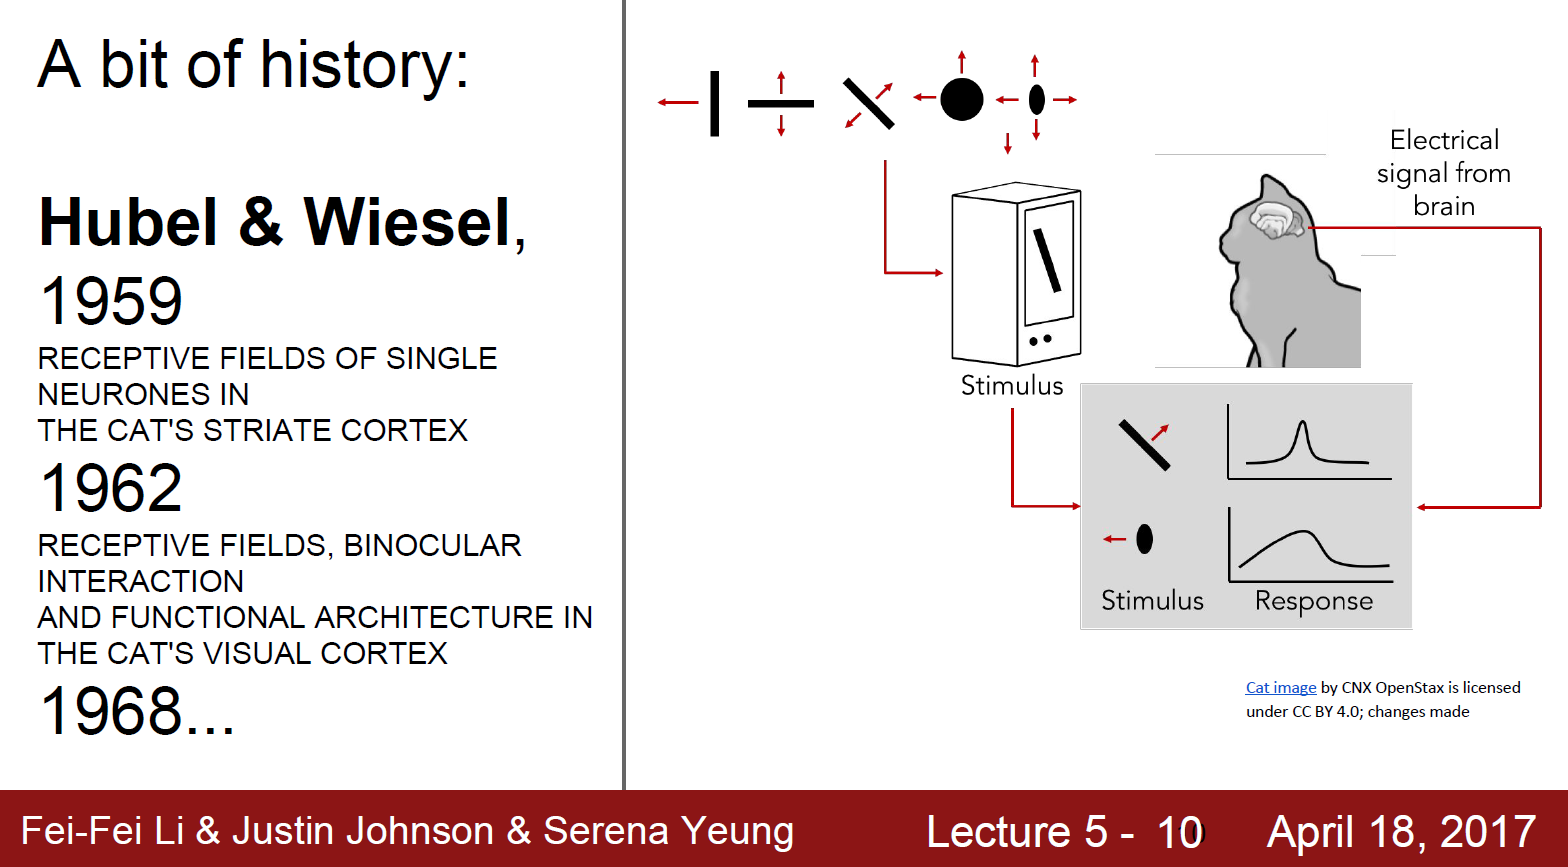 A bit of history:
Hubel & Wiesel,
1959
RECEPTIVE FIELDS OF SINGLE
NEURONES IN
THE CAT'S STRIATE CORTEX
1962
RECEPTIVE FIELDS, BINOCULAR
INTERACTION
AND FUNCTIONAL ARCHITECTURE IN
THE CAT'S VISUAL CORTEX
1968...
Electrical
signal from
brain
Stimulus
Stimulus
Response
Cat image by CNX OpenStax is licensed
under CC BY 4.0; changes made
Fei-Fei Li & Justin Johnson & Serena Yeung
Lecture 5 - 10
April 18, 2017